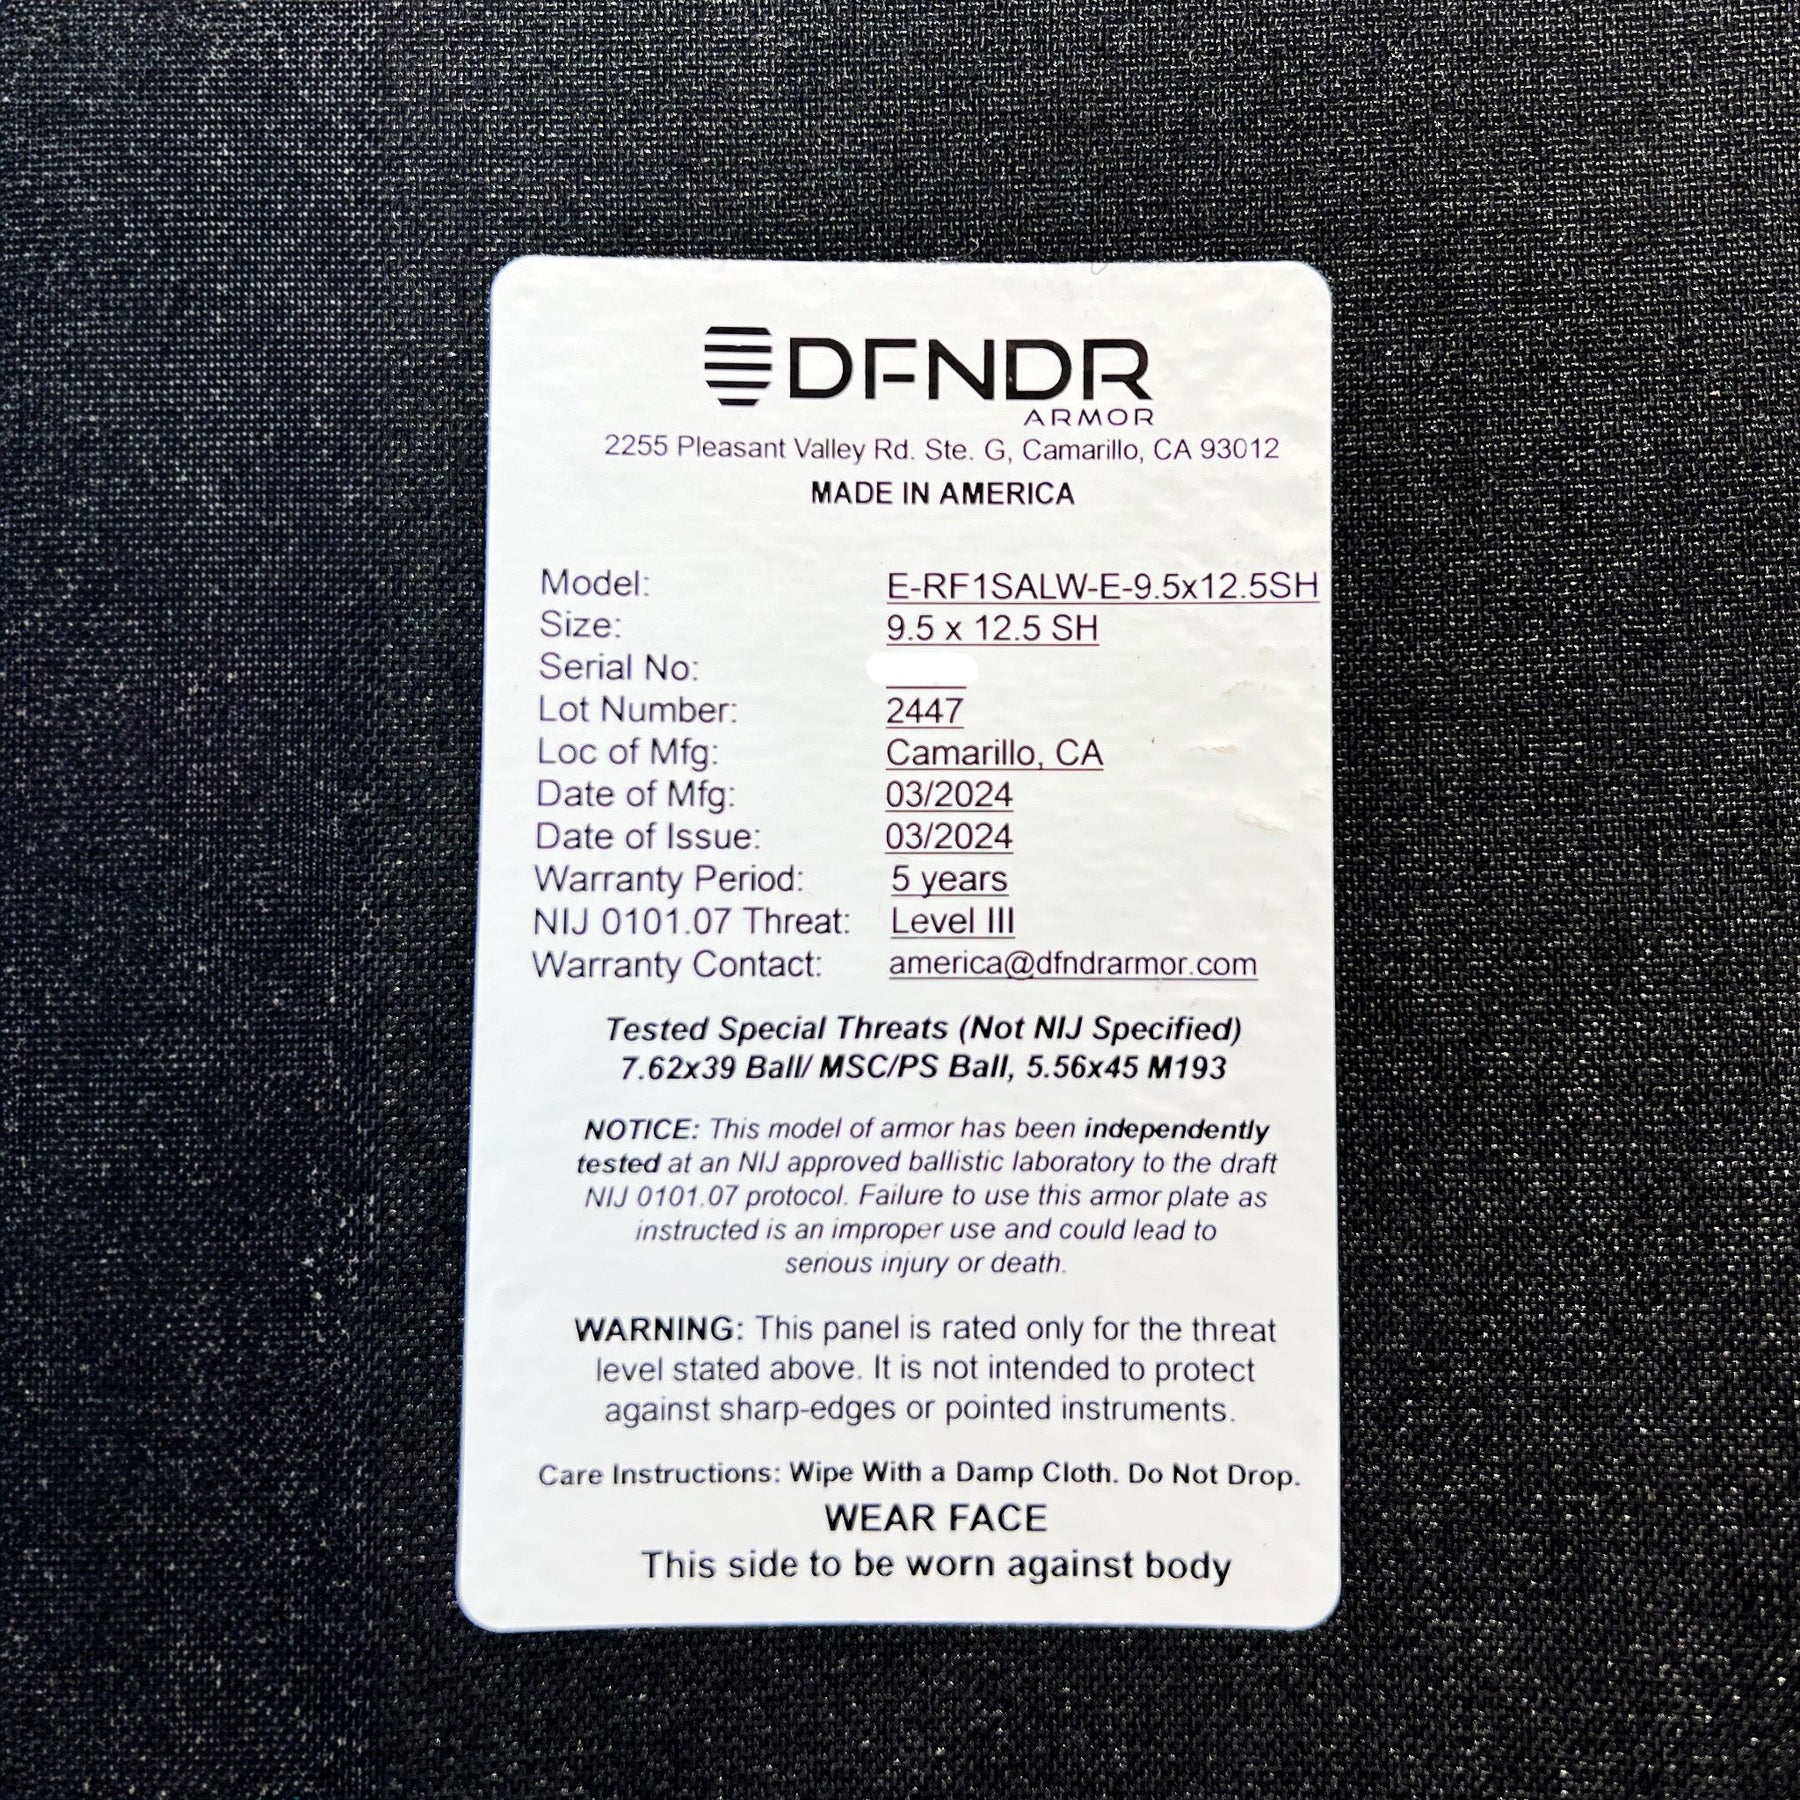 DFNDR
ARMOR
2255 Pleasant Valley Rd. Ste. G, Camarillo, CA 93012
MADE IN AMERICA
Model: E-RF1SALW-E-9.5x12.5SH
Size: 9.5 x 12.5 SH
Serial No:
Lot Number: 2447
Loc of Mfg: Camarillo, CA
Date of Mfg: 03/2024
Date of Issue: 03/2024
Warranty Period: 5 years
NIJ 0101.07 Threat: Level III
Warranty Contact: america@dfndrarmor.com
Tested Special Threats (Not NIJ Specified)
7.62x39 Ball/ MSC/PS Ball, 5.56x45 M193
NOTICE: This model of armor has been independently
tested at an NIJ approved ballistic laboratory to the draft
NIJ 0101.07 protocol. Failure to use this armor plate as
instructed is an improper use and could lead to
serious injury or death.
WARNING: This panel is rated only for the threat
level stated above. It is not intended to protect
against sharp-edges or pointed instruments.
Care Instructions: Wipe With a Damp Cloth. Do Not Drop.
WEAR FACE
This side to be worn against body